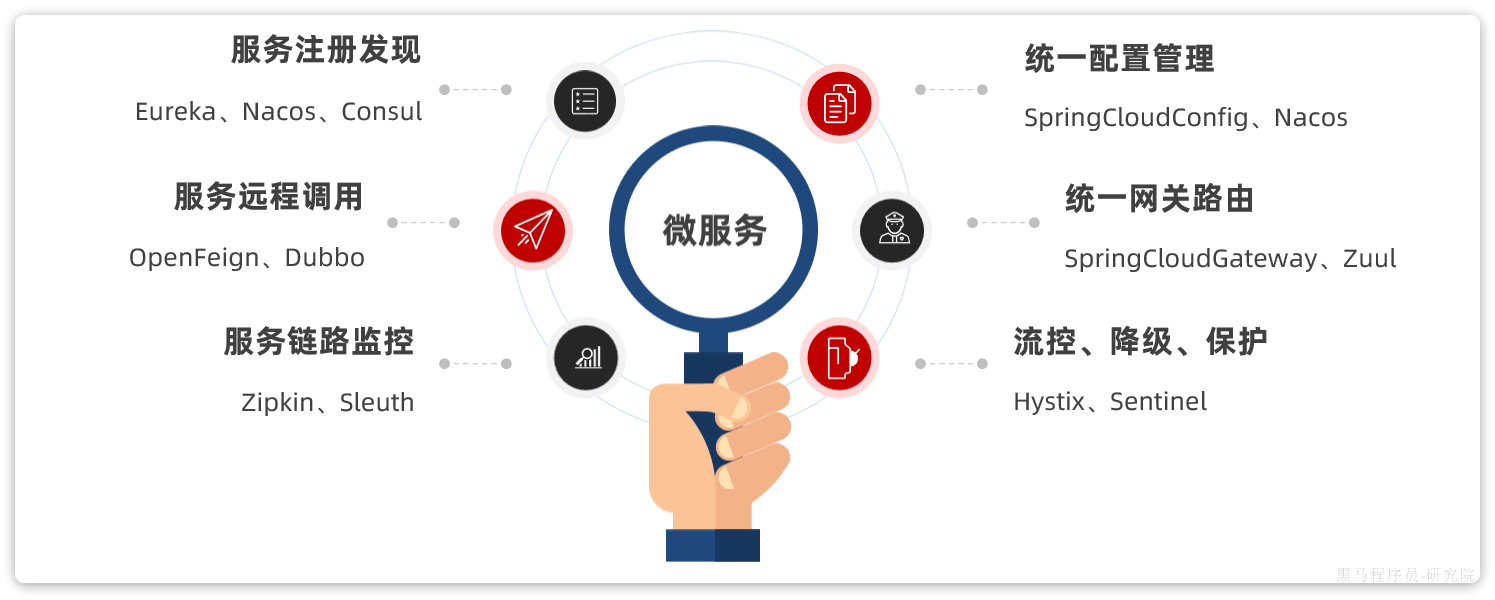 服务注册发现
Eureka、Nacos、Consul
服务远程调用
OpenFeign、Dubbo
服务链路监控
Zipkin、Sleuth
微服务
统一配置管理
SpringCloudConfig、Nacos
统一网关路由
SpringCloudGateway、Zuul
流控、降级、保护
Hystix、Sentinel
黑马程序员-研究院